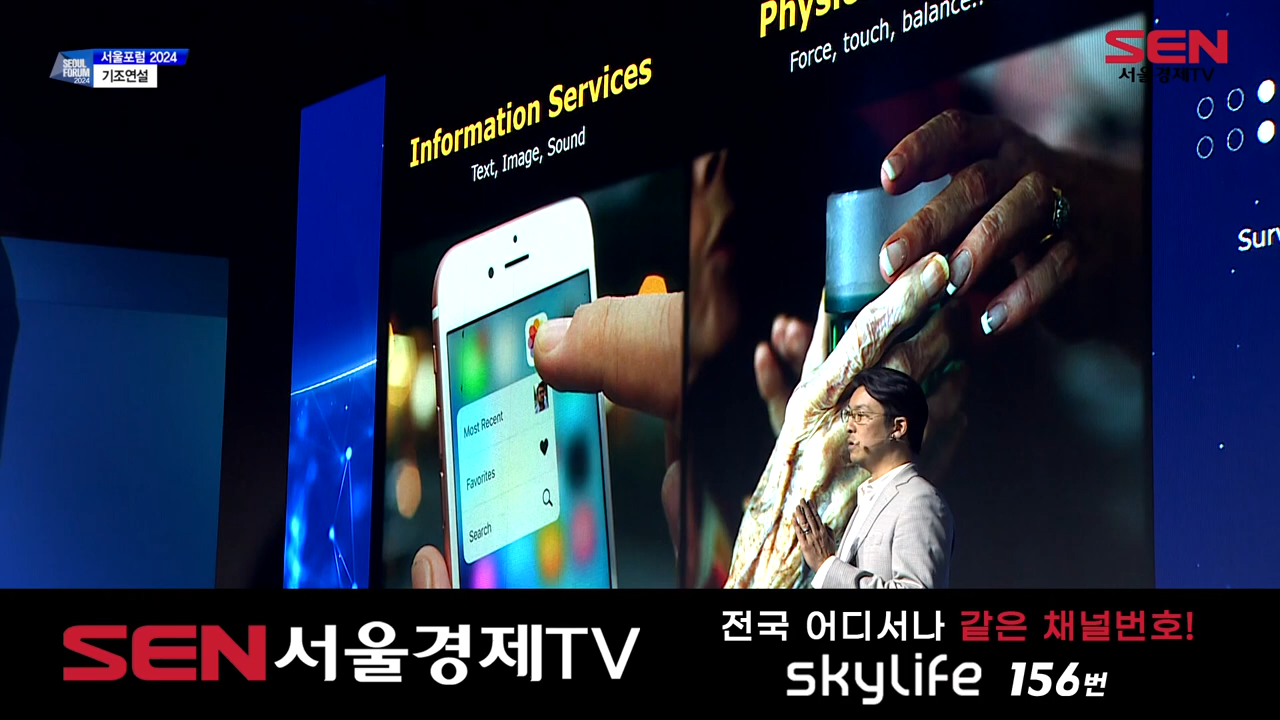 SEOUL
FORUM
2024
서울포럼 2024
기조연설
Information Services
Text, Image, Sound
Force, touch, balance..
SEN
서울경제TV
Most Recent
Favorites
Search
SEN서울경제TV
전국 어디서나 같은 채널번호!
skylife 156번